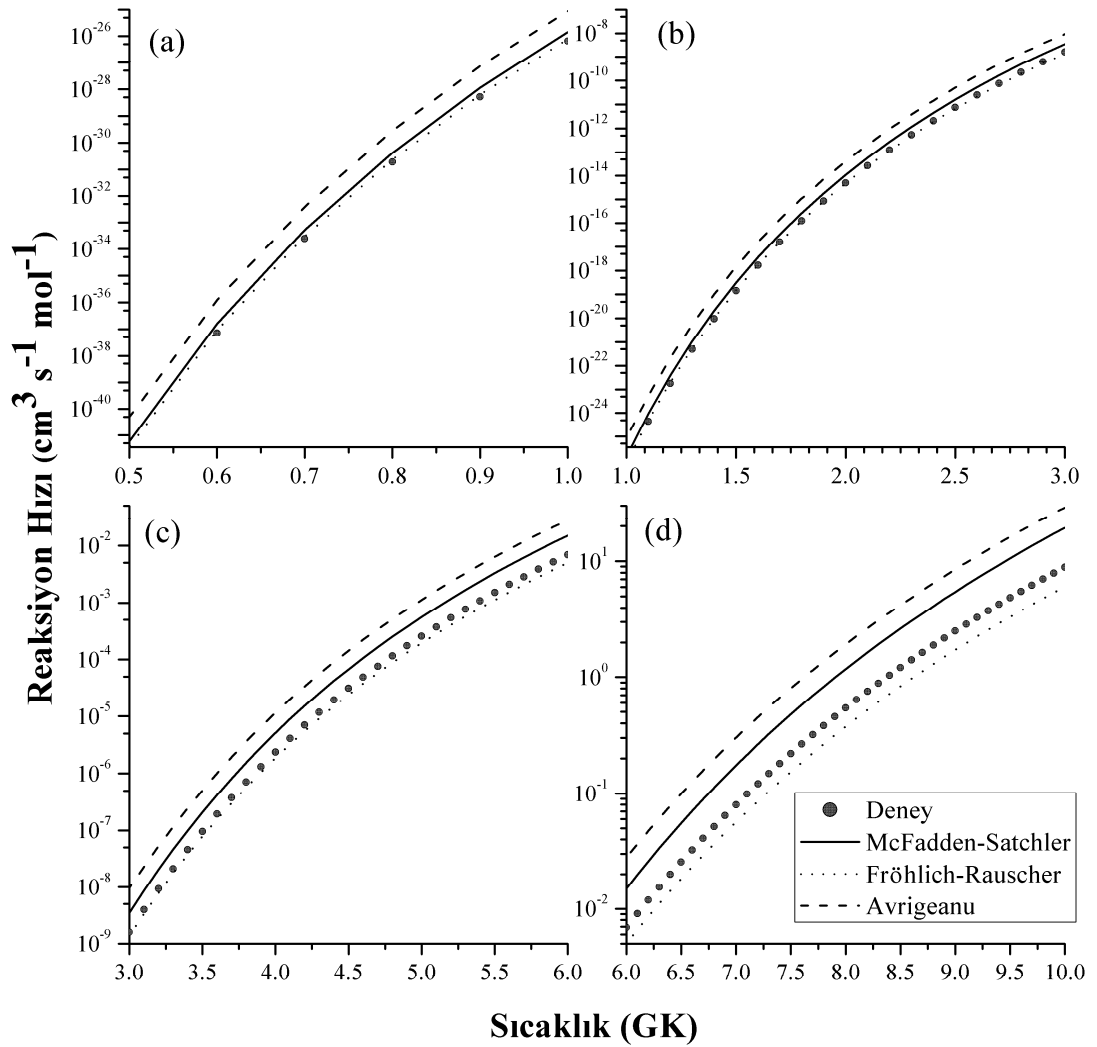 (a)
10-26
10-28
10-30
10-32
10-34
10-36
10-38
10-40
0.5 0.6 0.7 0.8 0.9 1.0
(b)
10-8
10-10
10-12
10-14
10-16
10-18
10-20
10-22
10-24
1.0 1.5 2.0 2.5 3.0
Reaksiyon Hızı (cm3 s-1 mol-1)
(c)
10-2
10-3
10-4
10-5
10-6
10-7
10-8
10-9
3.0 3.5 4.0 4.5 5.0 5.5 6.0
(d)
101
100
10-1
10-2
6.0 6.5 7.0 7.5 8.0 8.5 9.0 9.5 10.0
Deney
McFadden-Satchler
Fröhlich-Rauscher
Avrigeanu
Sıcaklık (GK)